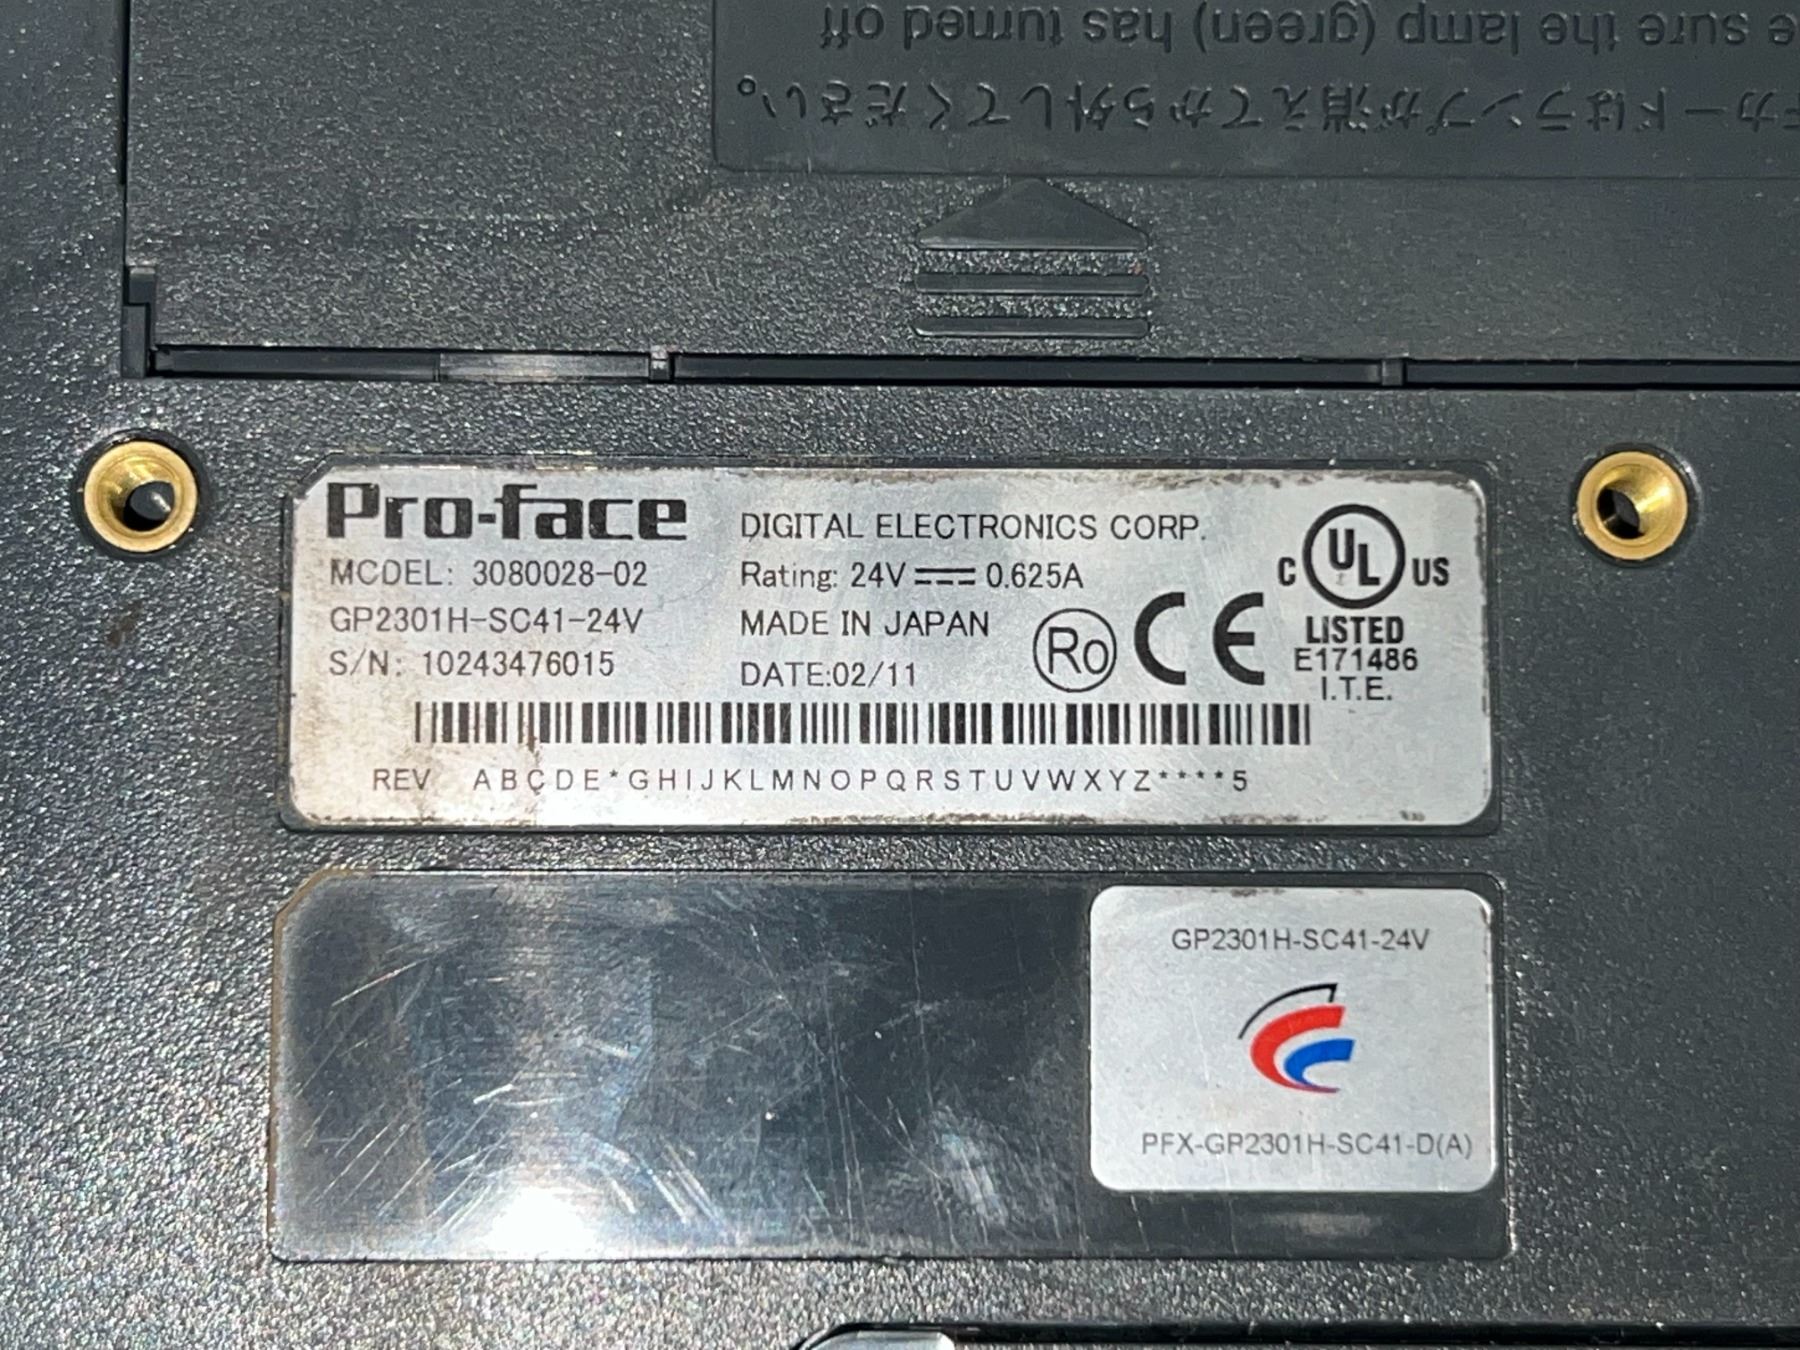 e sure the lamp (green) has turned off
カードはランプが消えてから外してください。
Pro-face
DIGITAL ELECTRONICS CORP.
MODEL: 3080028-02
Rating: 24V 0.625A
GP2301H-SC41-24V
MADE IN JAPAN
S/N: 10243476015
DATE:02/11
Ro
CE
C UL US
LISTED
E171486
I.T.E.
REV ABCDE*GHIJKLMNOPQRSTUVWXYZ****5
GP2301H-SC41-24V
PFX-GP2301H-SC41-D(A)